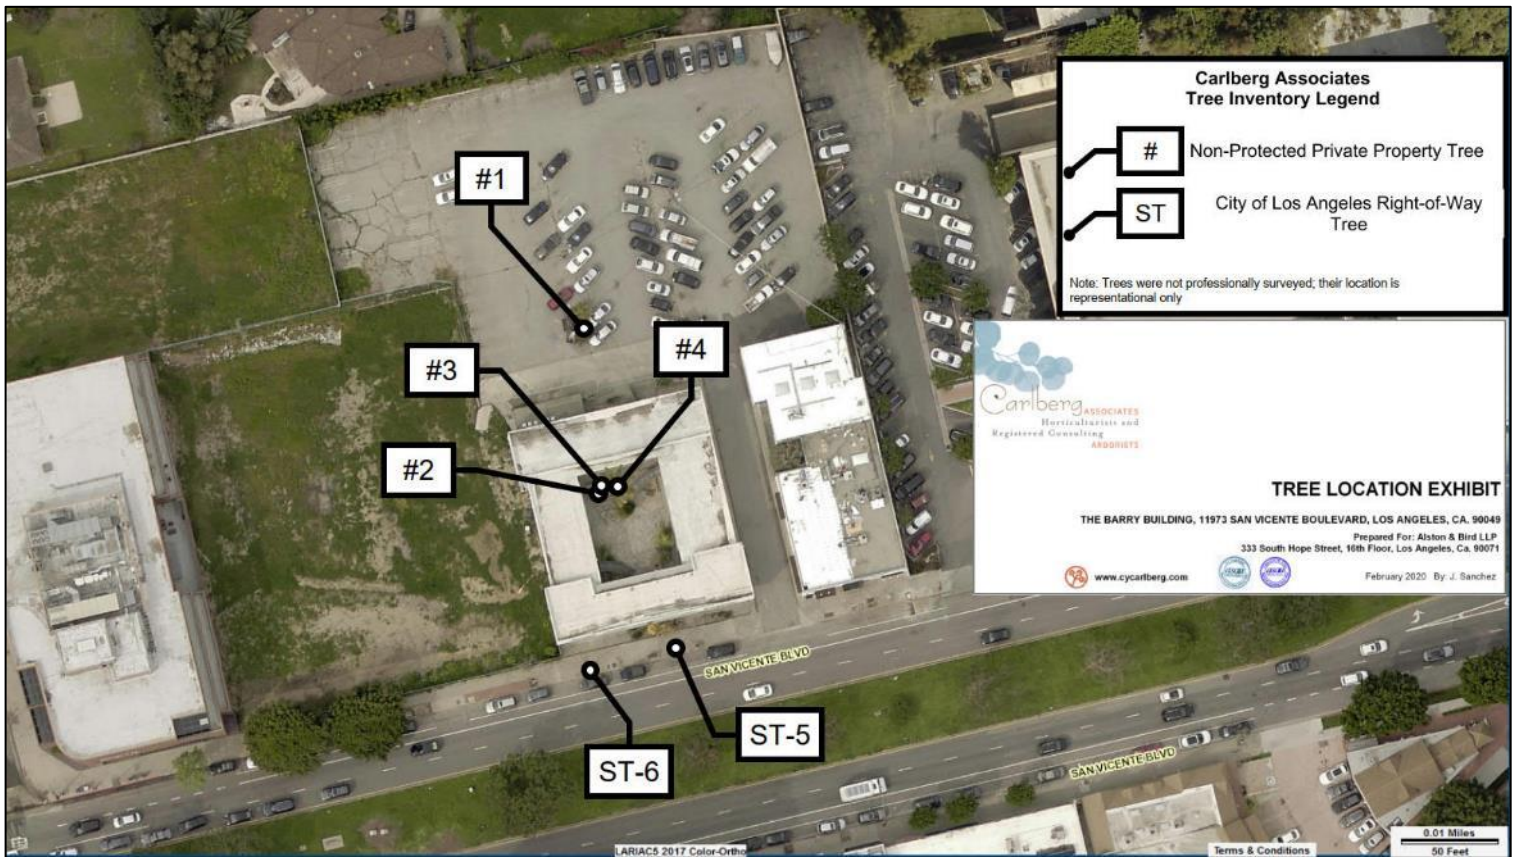 Carlberg Associates
Tree Inventory Legend
# Non-Protected Private Property Tree
ST City of Los Angeles Right-of-Way
Tree
Note: Trees were not professionally surveyed; their location is
representational only
#1
#3
#4
#2
Carlberg ASSOCIATES
Horticulturists and
Registered Consulting
ARBORISTS
TREE LOCATION EXHIBIT
THE BARRY BUILDING, 11973 SAN VICENTE BOULEVARD, LOS ANGELES, CA. 90049
Prepared For: Alston & Bird LLP
333 South Hope Street, 16th Floor, Los Angeles, Ca. 90071
www.cycarlberg.com
February 2020 By: J. Sanchez
SAN VICENTE BLVD
ST-5
ST-6
SAN VICENTE BLVD
LARIAC5 2017 Color-Ortho
Terms & Conditions
0.01 Miles
50 Feet